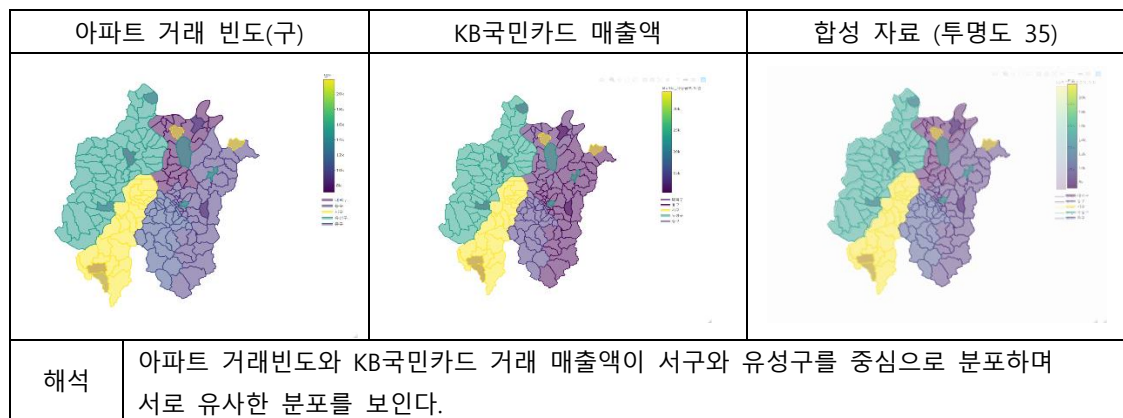 아파트 거래 빈도(구)
KB국민카드 매출액
합성 자료 (투명도 35)
해석
아파트 거래빈도와 KB국민카드 거래 매출액이 서구와 유성구를 중심으로 분포하며
서로 유사한 분포를 보인다.